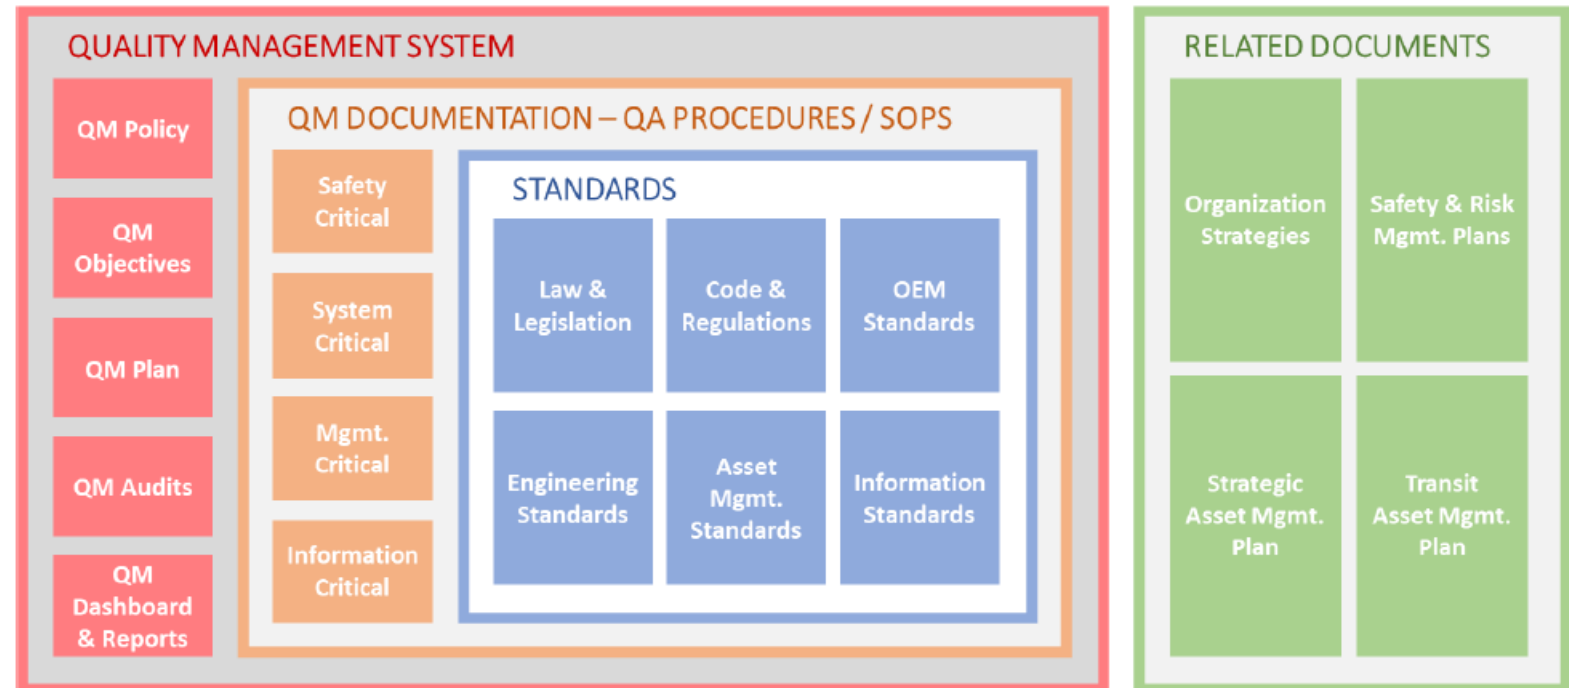 QUALITY MANAGEMENT SYSTEM
QM Policy
QM
Objectives
QM Plan
QM Audits
QM
Dashboard
& Reports
QM DOCUMENTATION – QA PROCEDURES / SOPS
Safety
Critical
System
Critical
Mgmt.
Critical
Information
Critical
STANDARDS
Law &
Legislation
Code &
Regulations
OEM
Standards
Engineering
Standards
Asset
Mgmt.
Standards
Information
Standards
RELATED DOCUMENTS
Organization
Strategies
Safety & Risk
Mgmt. Plans
Strategic
Asset Mgmt.
Plan
Transit
Asset Mgmt.
Plan